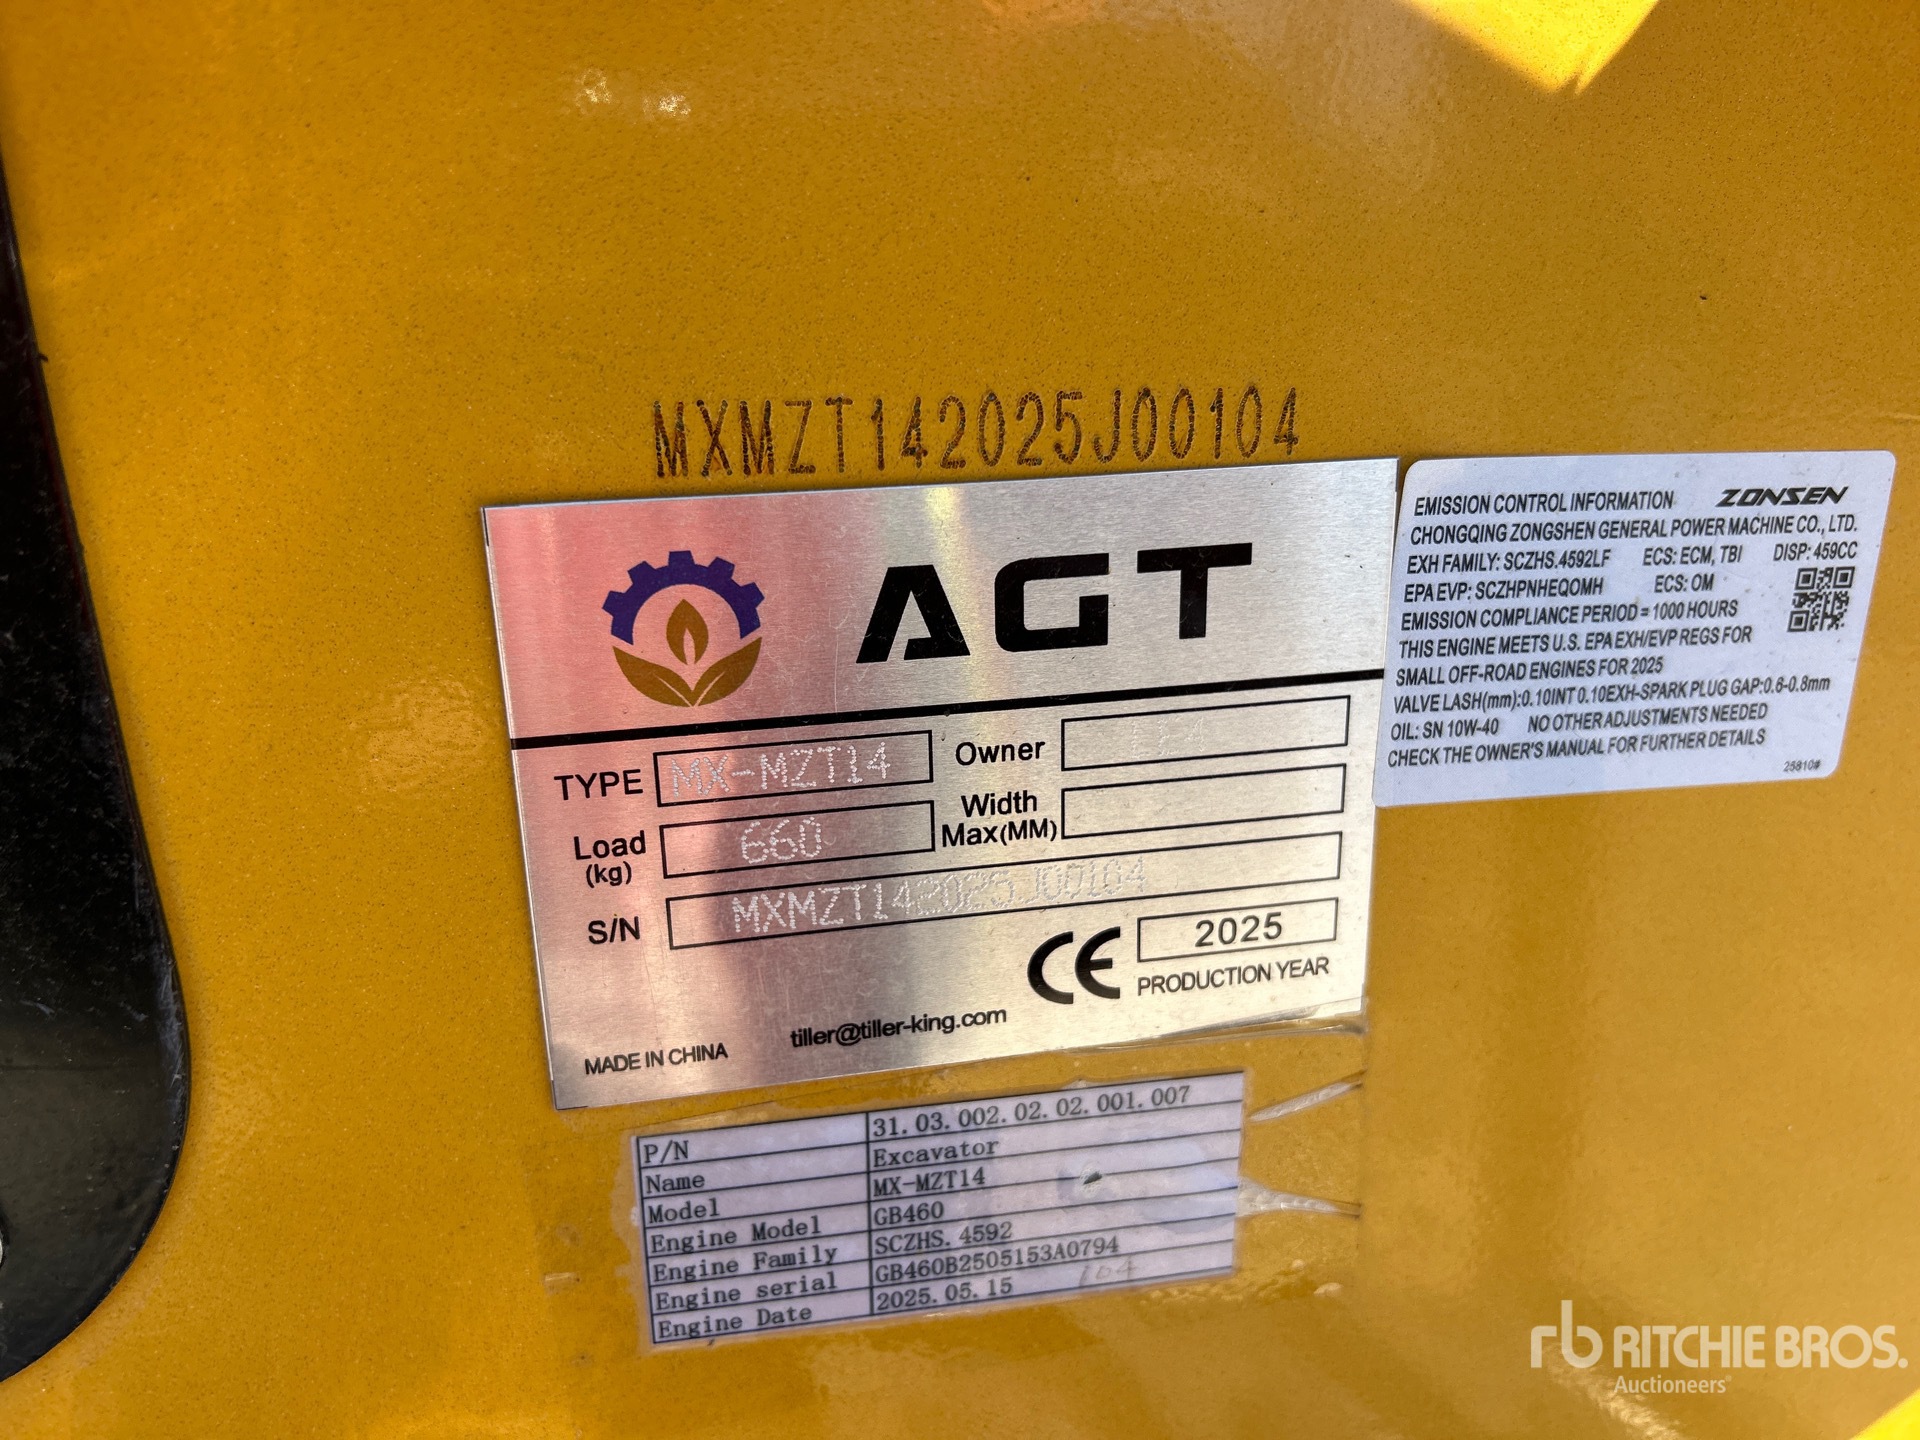 MXMZT142025J00104
AGT
TYPE MX-MZT14
Owner
Load (kg) 660
Width Max(MM)
S/N MXMZT142025J00104
CE 2025
PRODUCTION YEAR
MADE IN CHINA tiller@tiller-king.com
EMISSION CONTROL INFORMATION ZONSEN
CHONGQING ZONGSHEN GENERAL POWER MACHINE CO., LTD.
EXH FAMILY: SCZHS.4592LF ECS: ECM, TBI DISP: 459CC
EPA EVP: SCZHPNHEQOMH ECS: OM
EMISSION COMPLIANCE PERIOD = 1000 HOURS
THIS ENGINE MEETS U.S. EPA EXH/EVP REGS FOR
SMALL OFF-ROAD ENGINES FOR 2025
VALVE LASH(mm):0.10INT 0.10EXH-SPARK PLUG GAP:0.6-0.8mm
OIL: SN 10W-40 NO OTHER ADJUSTMENTS NEEDED
CHECK THE OWNER'S MANUAL FOR FURTHER DETAILS
P/N 31.03.002.02.02.001.007
Name Excavator
Model MX-MZT14
Engine Model GB460
Engine Family SCZHS.4592
Engine serial GB460B2505153A0794
Engine Date 2025.05.15
104
rb RITCHIE BROS.
Auctioneers